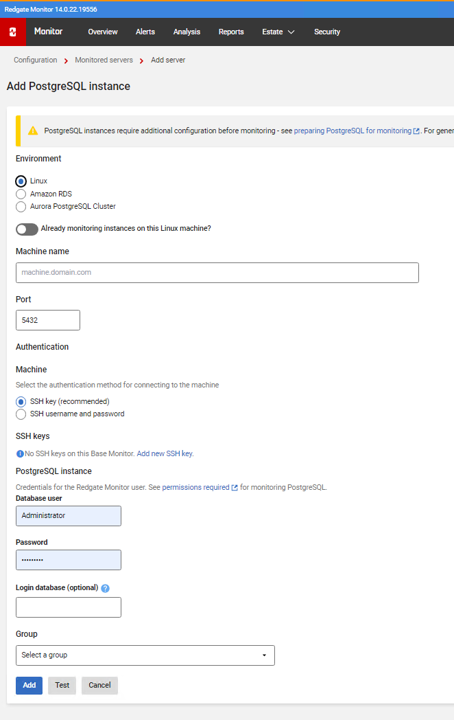 Redgate Monitor 14.0.22.19556
Monitor Overview Alerts Analysis Reports Estate Security
Configuration Monitored servers Add server
Add PostgreSQL instance
PostgreSQL instances require additional configuration before monitoring - see preparing PostgreSQL for monitoring. For gener
Environment
Linux
Amazon RDS
Aurora PostgreSQL Cluster
Already monitoring instances on this Linux machine?
Machine name
machine.domain.com
Port
5432
Authentication
Machine
Select the authentication method for connecting to the machine
SSH key (recommended)
SSH username and password
SSH keys
No SSH keys on this Base Monitor. Add new SSH key.
PostgreSQL instance
Credentials for the Redgate Monitor user. See permissions required for monitoring PostgreSQL.
Database user
Administrator
Password
•••••••••
Login database (optional) ?
Group
Select a group
Add Test Cancel